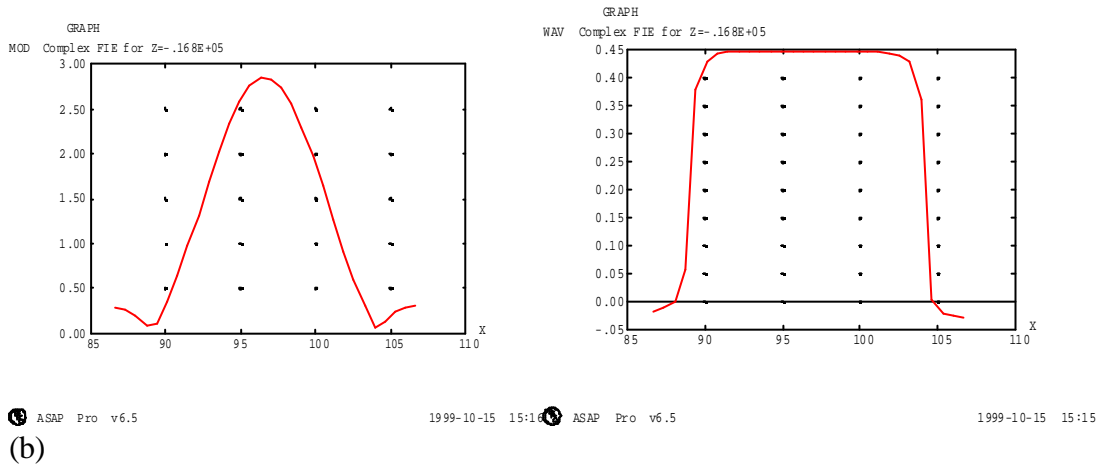 GRAPH
MOD Complex FIE for Z=-.168E+05
3.00
2.50
2.00
1.50
1.00
0.50
0.00
85 90 95 100 105 110
X
ASAP Pro v6.5 1999-10-15 15:16
GRAPH
WAV Complex FIE for Z=-.168E+05
0.45
0.40
0.35
0.30
0.25
0.20
0.15
0.10
0.05
0.00
-.05
85 90 95 100 105 110
X
ASAP Pro v6.5 1999-10-15 15:15
(b)